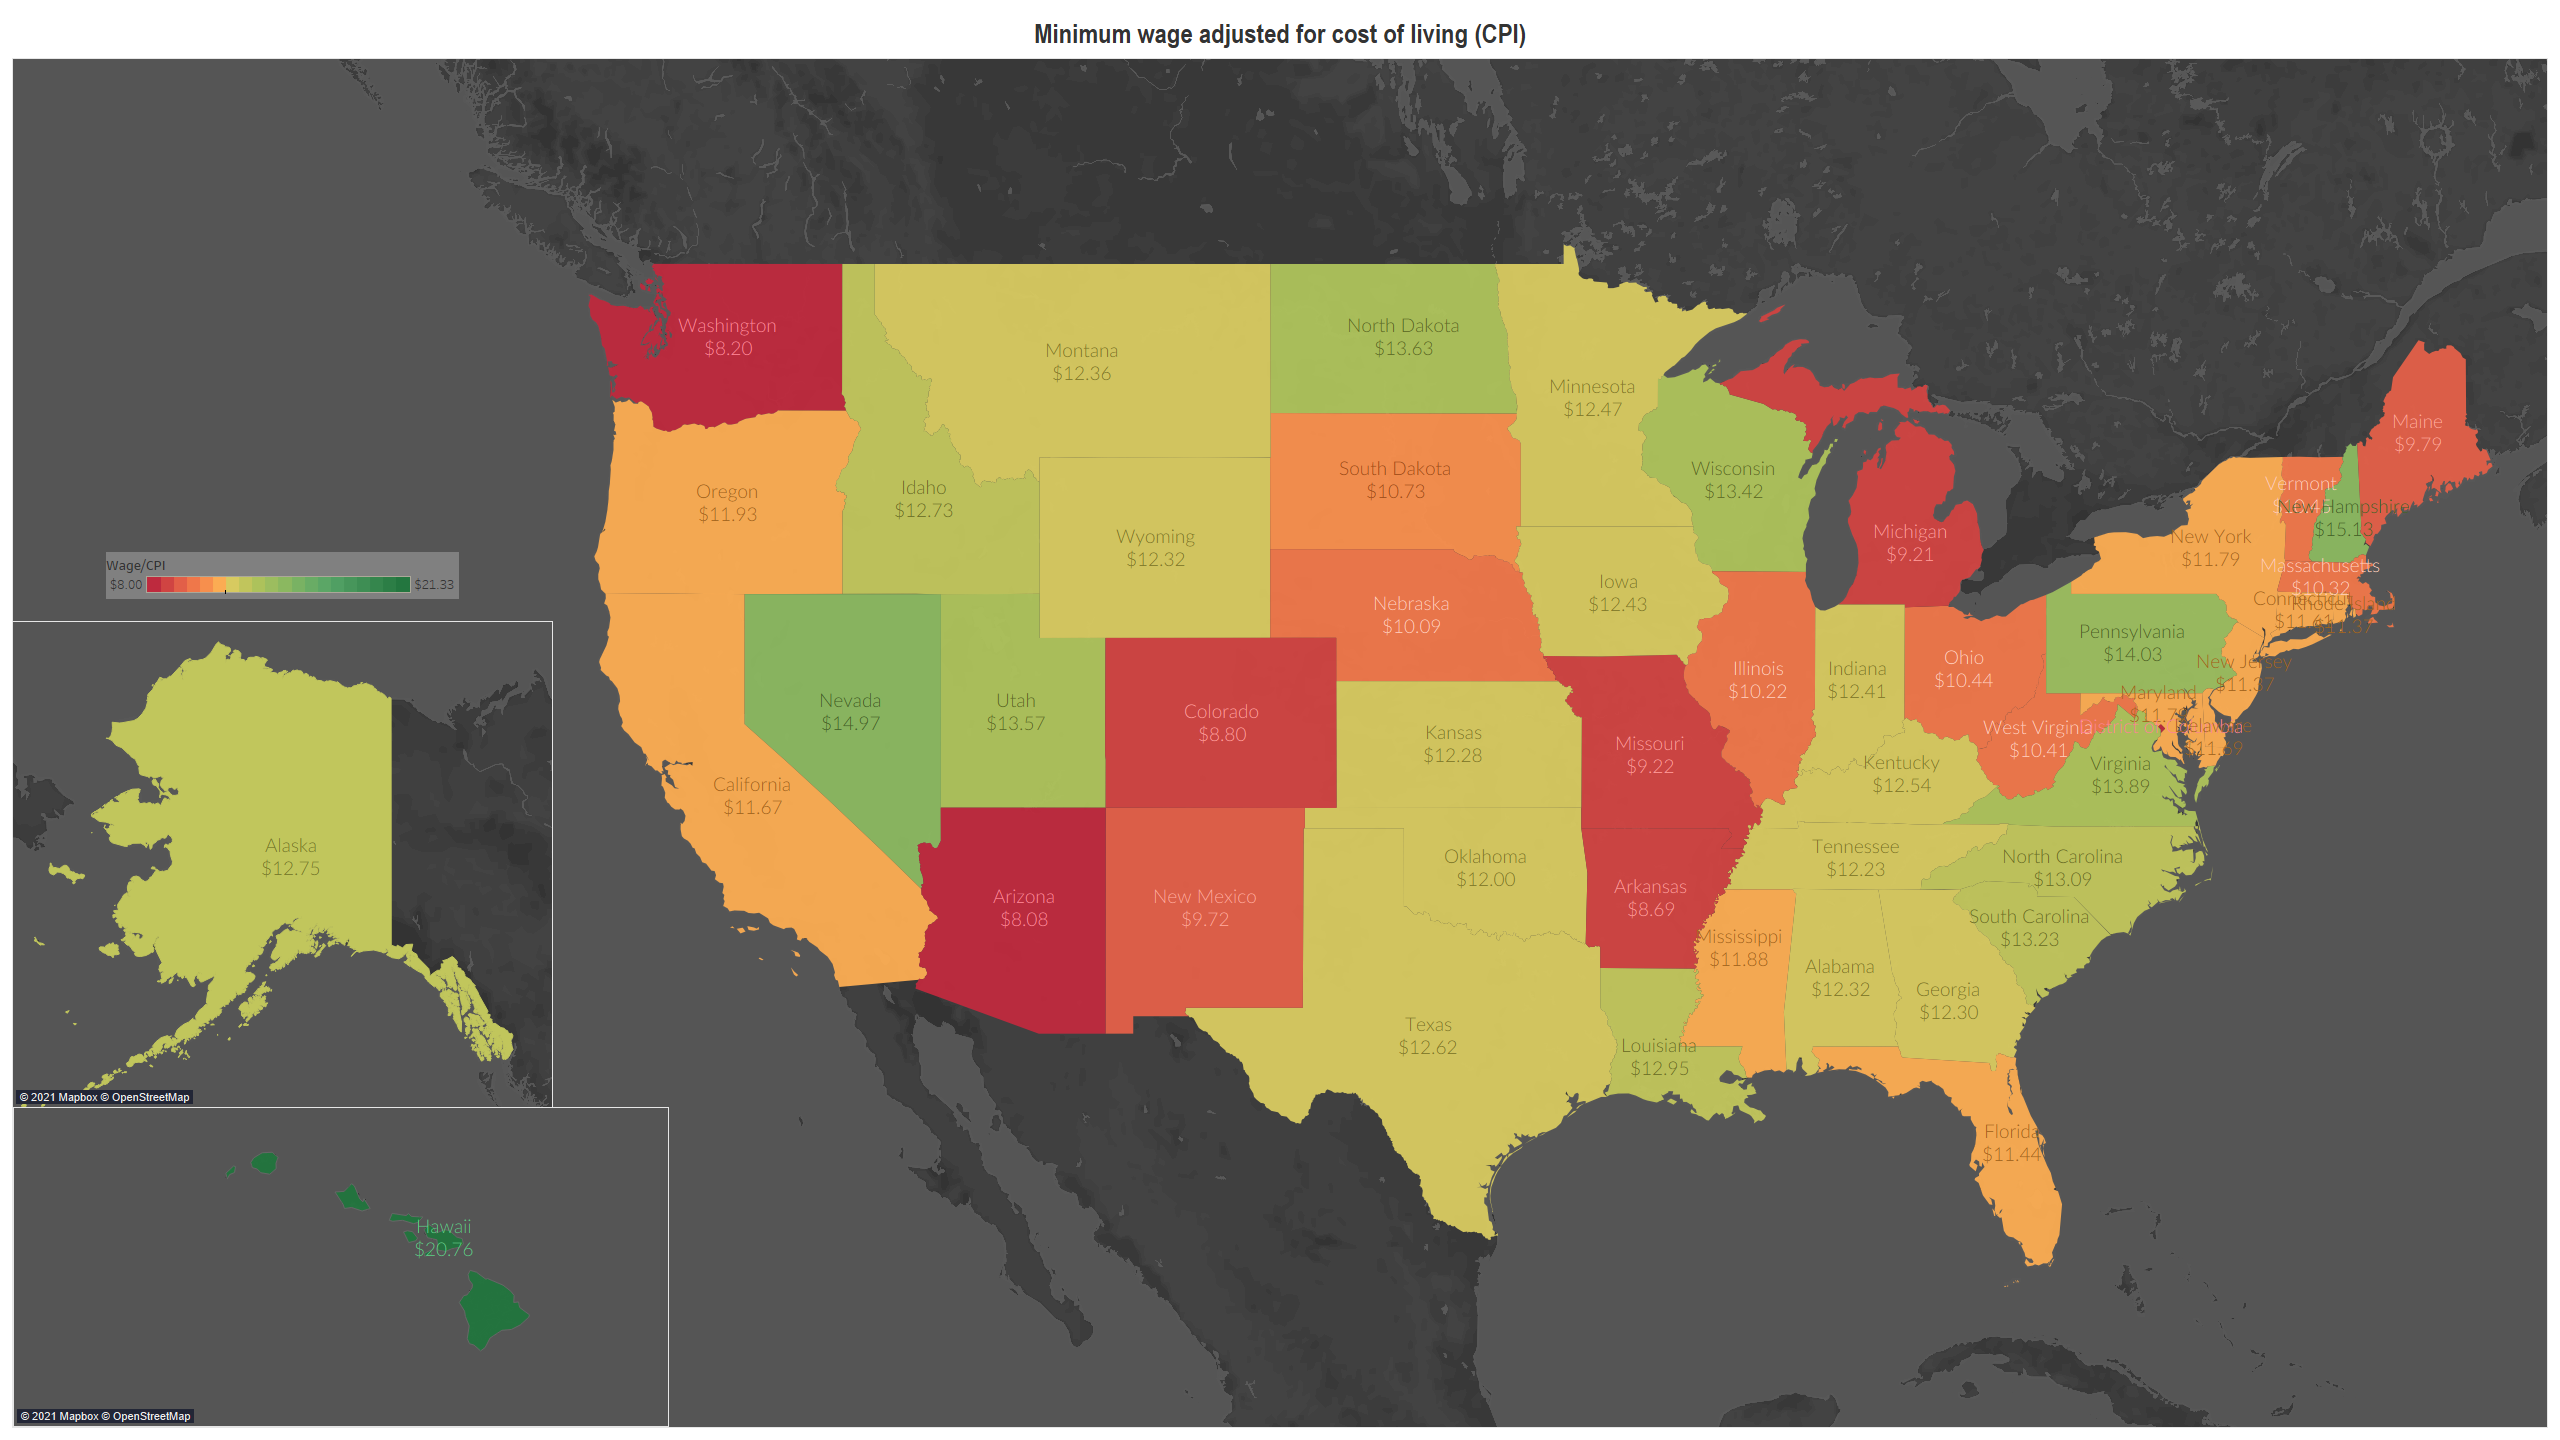 Minimum wage adjusted for cost of living (CPI)
Washington
$8.20
Montana
$12.36
North Dakota
$13.63
Minnesota
$12.47
Maine
$9.79
Oregon
$11.93
Idaho
$12.73
Wyoming
$12.32
South Dakota
$10.73
Wisconsin
$13.42
Michigan
$9.21
Vermont
New Hampshire
$15.13
New York
$11.79
Massachusetts
$10.32
Wage/CPI
$8.00
$21.33
Nebraska
$10.09
Iowa
$12.43
Connecticut
Rhode Island
$11.37
Nevada
$14.97
Utah
$13.57
Colorado
$8.80
Kansas
$12.28
Missouri
$9.22
Illinois
$10.22
Indiana
$12.41
Ohio
$10.44
Pennsylvania
$14.03
New Jersey
$11.37
Maryland
West Virginia
$10.41
$11.69
Virginia
$13.89
Kentucky
$12.54
California
$11.67
Alaska
$12.75
Arizona
$8.08
New Mexico
$9.72
Oklahoma
$12.00
Arkansas
$8.69
Tennessee
$12.23
North Carolina
$13.09
South Carolina
$13.23
Mississippi
$11.88
Alabama
$12.32
Georgia
$12.30
Texas
$12.62
Louisiana
$12.95
Florida
$11.44
© 2021 Mapbox © OpenStreetMap
Hawaii
$20.76
© 2021 Mapbox © OpenStreetMap